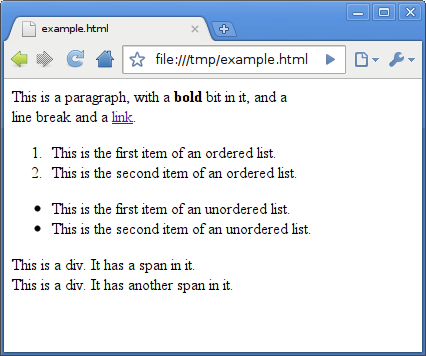 example.html
file:///tmp/example.html
This is a paragraph, with a bold bit in it, and a
line break and a link.
1. This is the first item of an ordered list.
2. This is the second item of an ordered list.
• This is the first item of an unordered list.
• This is the second item of an unordered list.
This is a div. It has a span in it.
This is a div. It has another span in it.